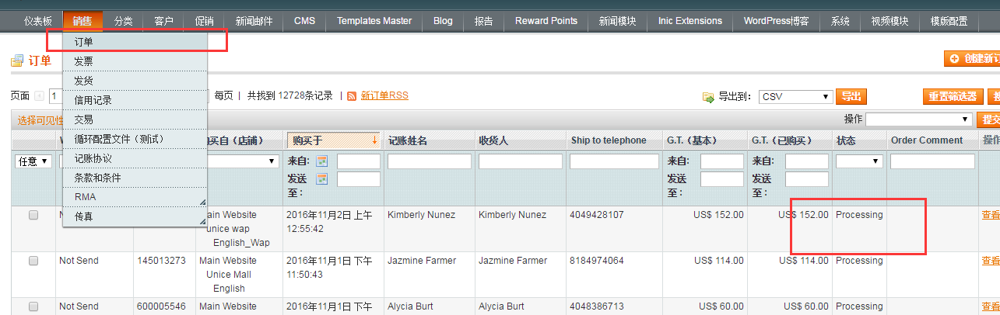 仪表板 销售 分类 客户 促销 新闻邮件 CMS Templates Master Blog 报告 Reward Points 新闻模块 Inic Extensions WordPress博客 系统 视频模块 模版配置
订单
发票
发货
信用记录
交易
循环配置文件（测试）
记账协议
条款和条件
RMA
传真
订单 创建新订
页面 1 每页 | 共找到 12728条记录 | 新订单RSS 导出到： CSV 导出 重置筛选器
选择可见性 操作 提交
购买自（店铺） 购买于 记账姓名 收货人 Ship to telephone G.T.（基本） G.T.（已购买） 状态 Order Comment 操作
任意 来自: 来自: 来自:
发送至： 发送至： 发送至：
Main Website 2016年11月2日 上午 Kimberly Nunez Kimberly Nunez 4049428107 US$ 152.00 US$ 152.00 Processing 查看
unice wap 12:55:42
English_Wap
Not Send 145013273 Main Website 2016年11月1日 下午 Jazmine Farmer Jazmine Farmer 8184974064 US$ 114.00 US$ 114.00 Processing 查看
Unice Mall 11:50:43
English
Not Send 600005546 Main Website 2016年11月1日 下午 Alycia Burt Alycia Burt 4048386713 US$ 60.00 US$ 60.00 Processing 查看